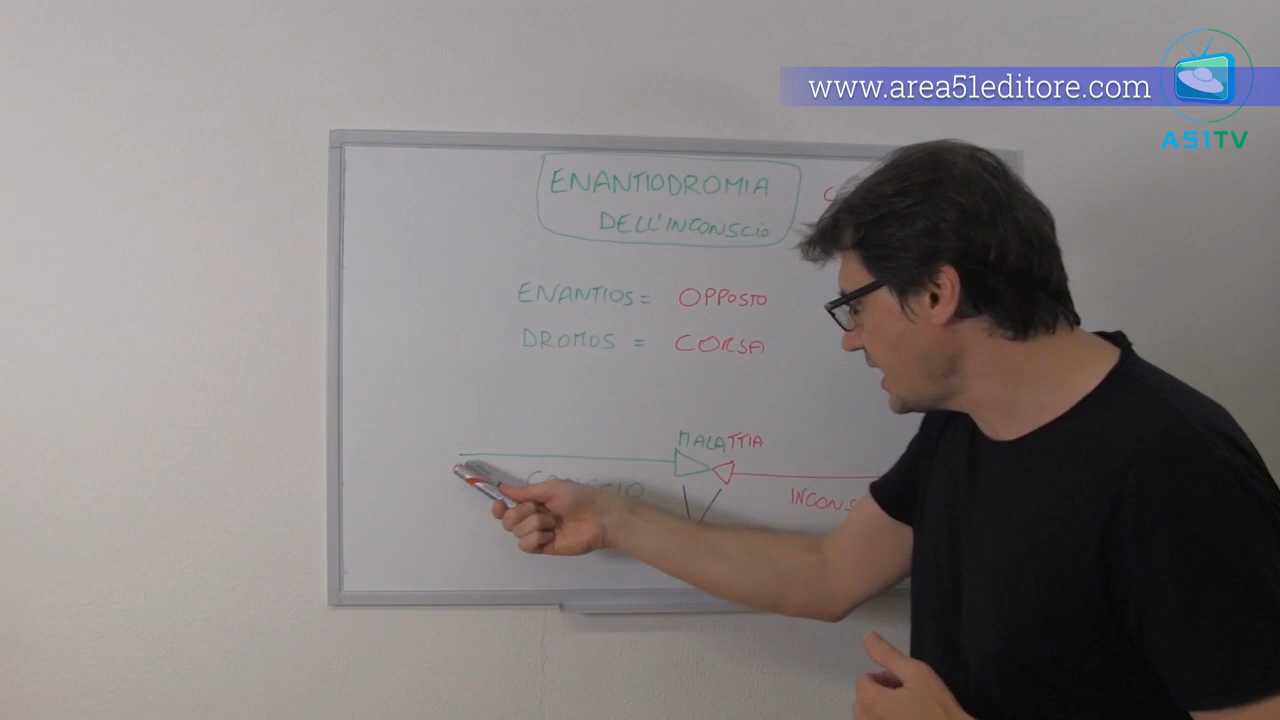 www.area51editore.com
A51TV
ENANTIODROMIA
DELL'INCONSCIO
ENANTIOS = OPPOSTO
DROMOS = CORSA
MALATTIA